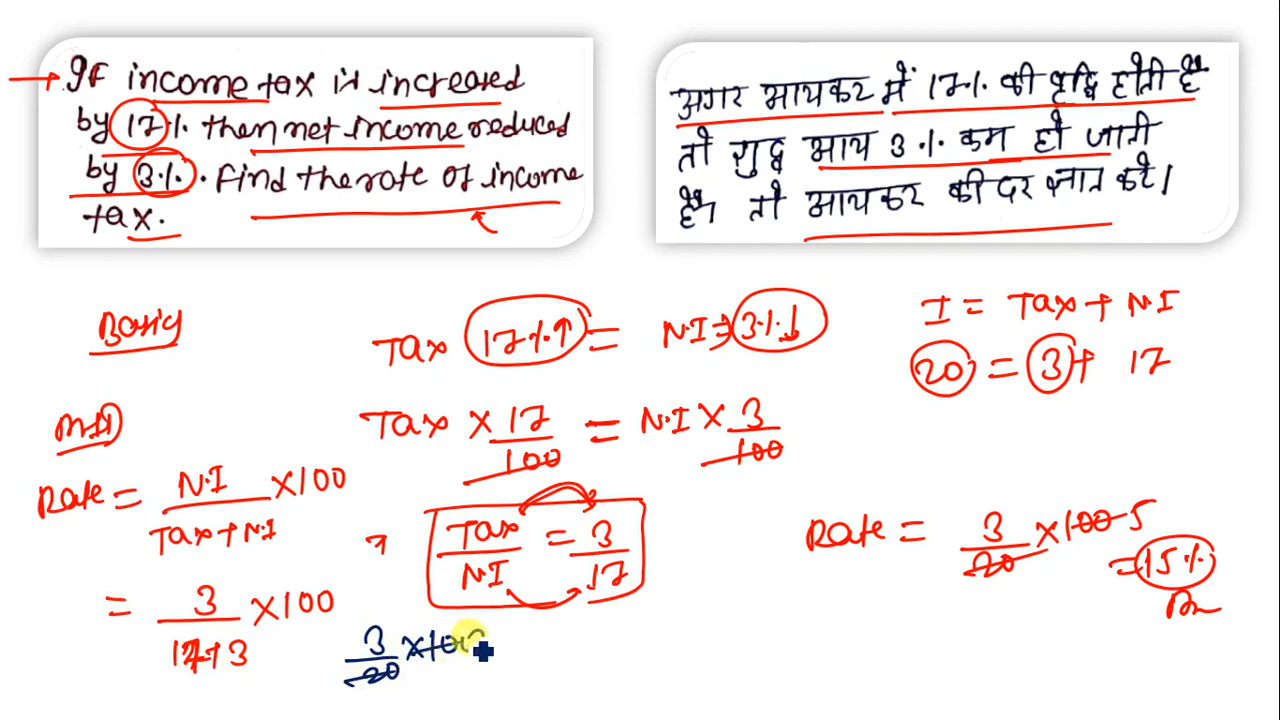 If income tax is increased
by 17%. then net income reduced
by 3%. Find the rate of income
tax.
अगर आयकर में 17% की वृद्धि होती है
तो शुद्ध आय 3% कम हो जाती
है। तो आयकर की दर ज्ञात करे।
Basic
Tax 17%↑ = N.I → 3%↓
I = Tax + N.I
20 = 3 + 17
Tax × 17/100 = N.I × 3/100
Rate = N.I/Tax+N.I × 100
Tax/N.I = 3/17
Rate = 3/20 × 100 5
= 15%
= 3/17+3 × 100
3/20 × 100